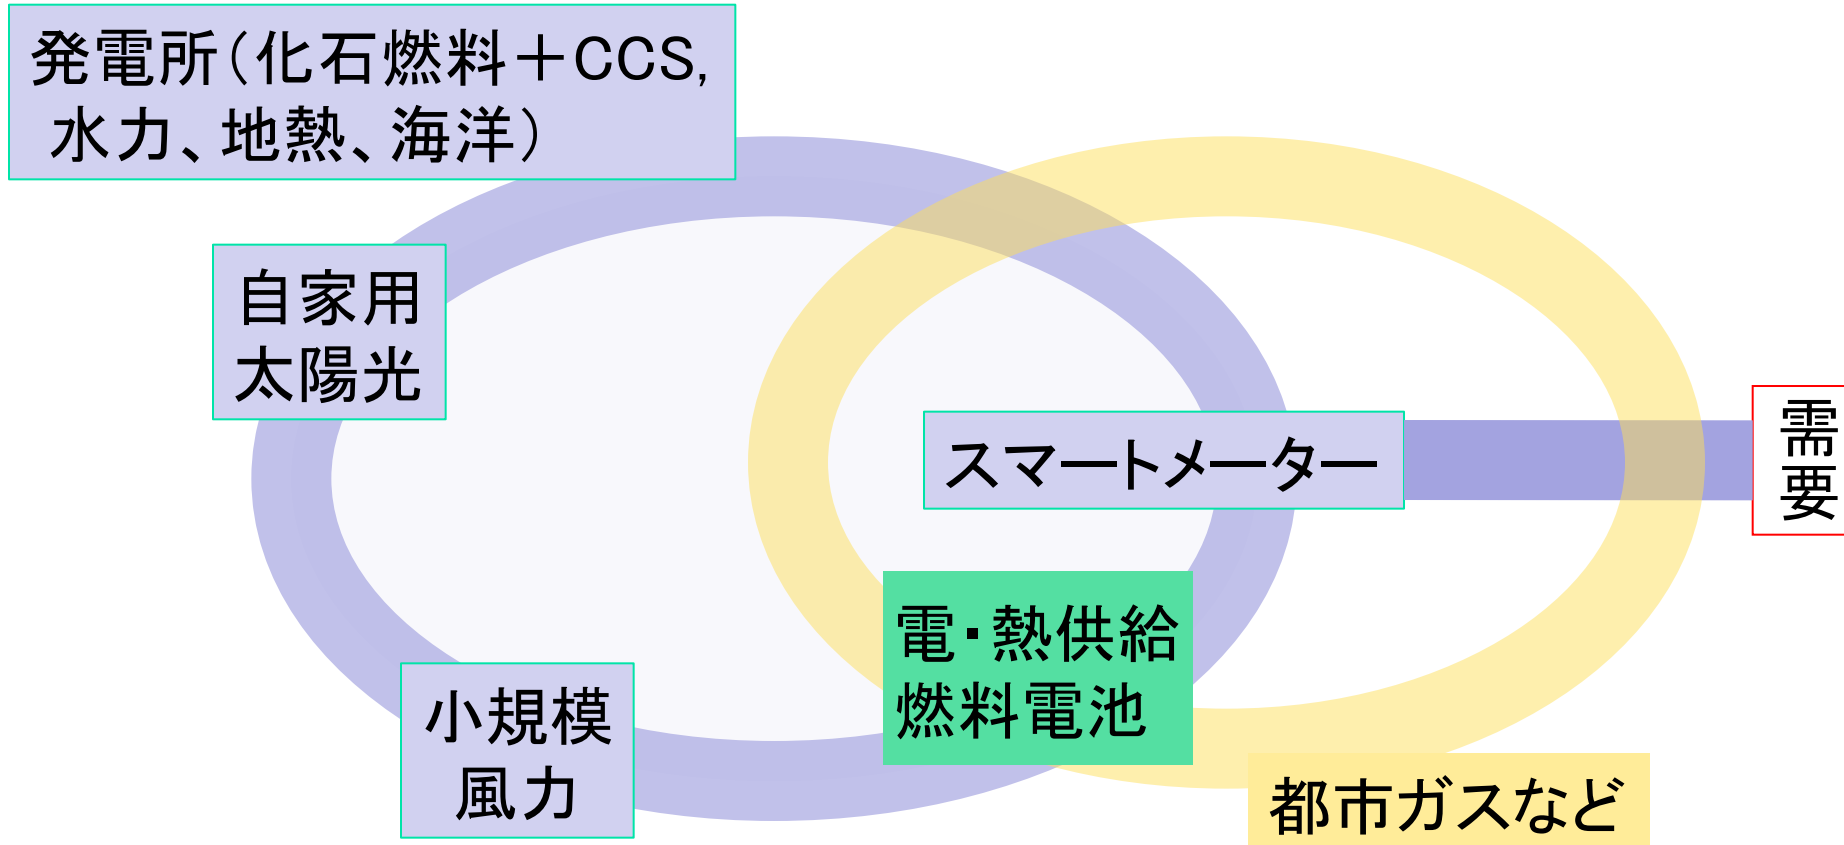 発電所（化石燃料＋CCS,
水力、地熱、海洋）
自家用
太陽光
スマートメーター
需
要
電・熱供給
燃料電池
小規模
風力
都市ガスなど